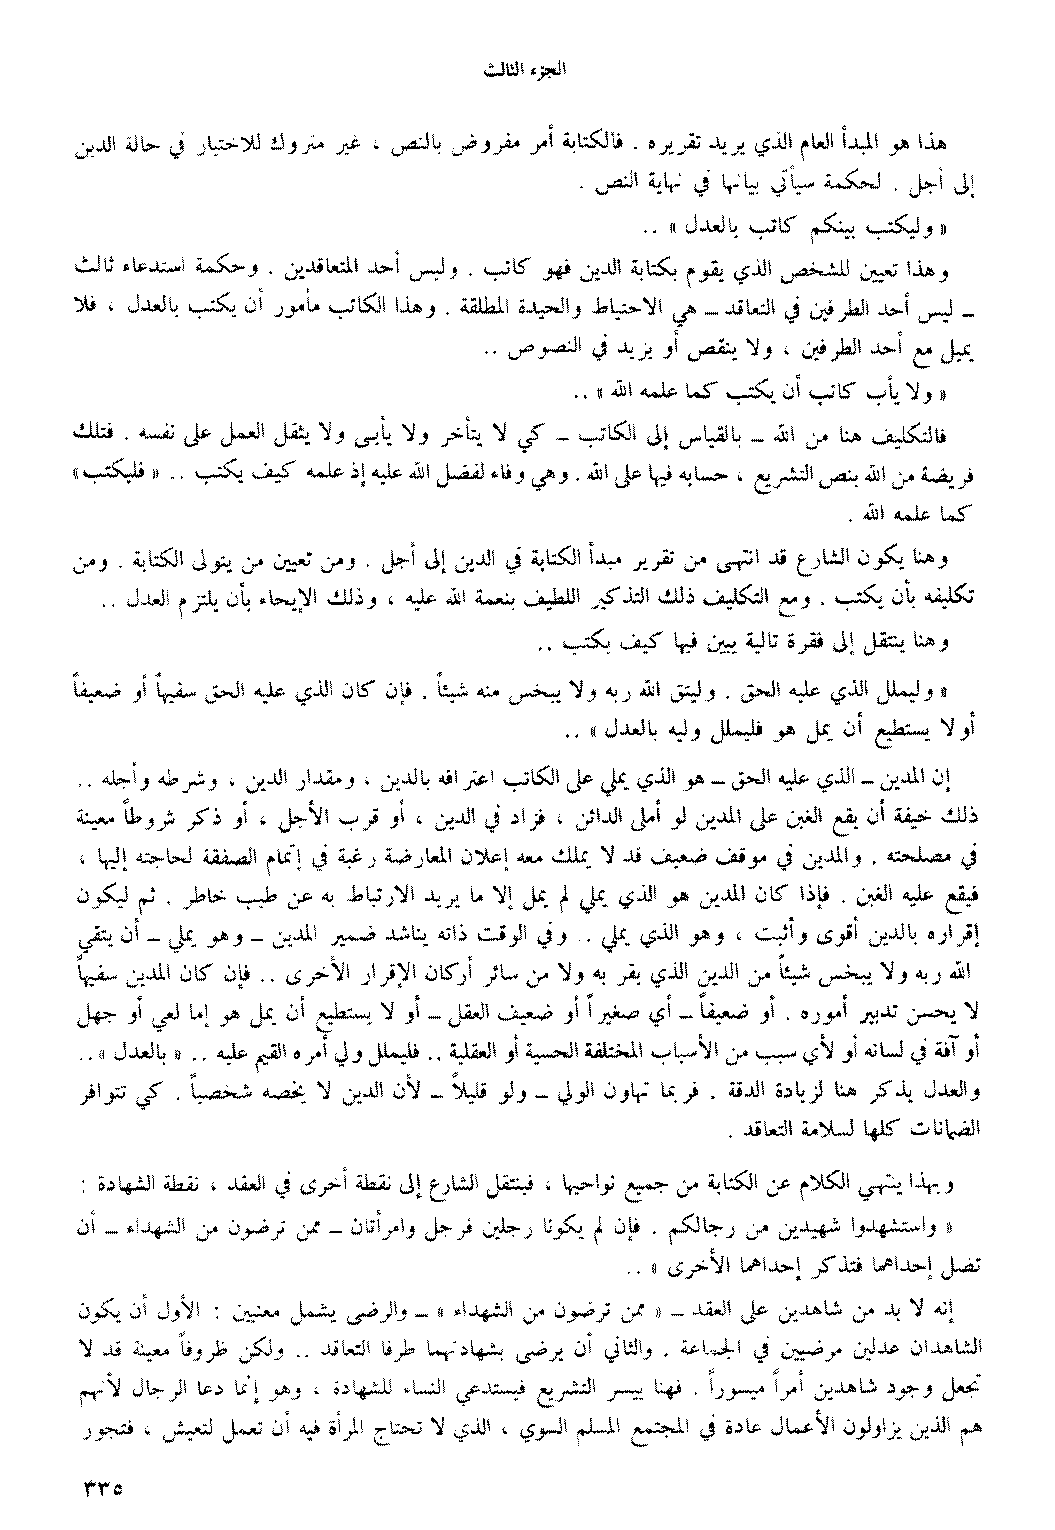 الجزء الثالث
هذا هو المبدأ العام الذي يريد تقريره . فالكتابة أمر مفروض بالنص ، غير متروك للاختيار في حالة الدين
إلى أجل . لحكمة سيأتي بيانها في نهاية النص .
« وليكتب بينكم كاتب بالعدل » ..
وهذا تعيين للشخص الذي يقوم بكتابة الدين فهو كاتب . وليس أحد المتعاقدين . وحكمة استدعاء ثالث
– ليس أحد الطرفين في التعاقد – هي الاحتياط والحيدة المطلقة . وهذا الكاتب مأمور أن يكتب بالعدل ، فلا
يميل مع أحد الطرفين ، ولا ينقص أو يزيد في النصوص ..
« ولا يأب كاتب أن يكتب كما علمه الله » ..
فالتكليف هنا من الله – بالقياس إلى الكاتب – كي لا يتأخر ولا يأبى ولا يثقل العمل على نفسه . فتلك
فريضة من الله بنص التشريع ، حسابه فيها على الله . وهي وفاء لفضل الله عليه إذ علمه كيف يكتب .. « فليكتب»
كما علمه الله .
وهنا يكون الشارع قد انتهى من تقرير مبدأ الكتابة في الدين إلى أجل . ومن تعيين من يتولى الكتابة . ومن
تكليفه بأن يكتب . ومع التكليف ذلك التذكير اللطيف بنعمة الله عليه ، وذلك الإيحاء بأن يلتزم العدل ..
وهنا ينتقل إلى فقرة تالية يبين فيها كيف يكتب ..
« وليملل الذي عليه الحق . وليتق الله ربه ولا يبخس منه شيئاً . فإن كان الذي عليه الحق سفيهاً أو ضعيفاً
أو لا يستطيع أن يمل هو فليملل وليه بالعدل » ..
إن المدين – الذي عليه الحق – هو الذي يملي على الكاتب اعترافه بالدين ، ومقدار الدين ، وشرطه وأجله ..
ذلك خيفة أن يقع الغبن على المدين لو أملى الدائن ، فزاد في الدين ، أو قرب الأجل ، أو ذكر شروطاً معينة
في مصلحته . والمدين في موقف ضعيف قد لا يملك معه إعلان المعارضة رغبة في إتمام الصفقة لحاجته إليها ،
فيقع عليه الغبن . فإذا كان المدين هو الذي يملي لم يمل إلا ما يريد الارتباط به عن طيب خاطر . ثم ليكون
إقراره بالدين أقوى وأثبت ، وهو الذي يملي .. وفي الوقت ذاته يناشد ضمير المدين – وهو يملي – أن يتقي
الله ربه ولا يبخس شيئاً من الدين الذي يقر به ولا من سائر أركان الإقرار الأخرى .. فإن كان المدين سفيهاً
لا يحسن تدبير أموره . أو ضعيفاً – أي صغيراً أو ضعيف العقل – أو لا يستطيع أن يمل هو إما لعي أو جهل
أو آفة في لسانه أو لأي سبب من الأسباب المختلفة الحسية أو العقلية .. فليملل ولي أمره القيم عليه .. « بالعدل »..
والعدل يذكر هنا لزيادة الدقة . فربما تهاون الولي – ولو قليلاً – لأن الدين لا يخصه شخصياً . كي تتوافر
الضمانات كلها لسلامة التعاقد .
وبهذا ينتهي الكلام عن الكتابة من جميع نواحيها ، فينتقل الشارع إلى نقطة أخرى في العقد ، نقطة الشهادة :
« واستشهدوا شهيدين من رجالكم . فإن لم يكونا رجلين فرجل وامرأتان – ممن ترضون من الشهداء – أن
تضل إحداهما فتذكر إحداهما الأخرى » ..
إنه لا بد من شاهدين على العقد – « ممن ترضون من الشهداء » – والرضى يشمل معنيين : الأول أن يكون
الشاهدان عدلين مرضيين في الجماعة . والثاني أن يرضى بشهادتهما طرفا التعاقد .. ولكن ظروفاً معينة قد لا
تجعل وجود شاهدين أمراً ميسوراً . فهنا ييسر التشريع فيستدعي النساء للشهادة ، وهو إنما دعا الرجال لأنهم
هم الذين يزاولون الأعمال عادة في المجتمع المسلم السوي ، الذي لا تحتاج المرأة فيه أن تعمل لتعيش ، فتجور
٣٣٥